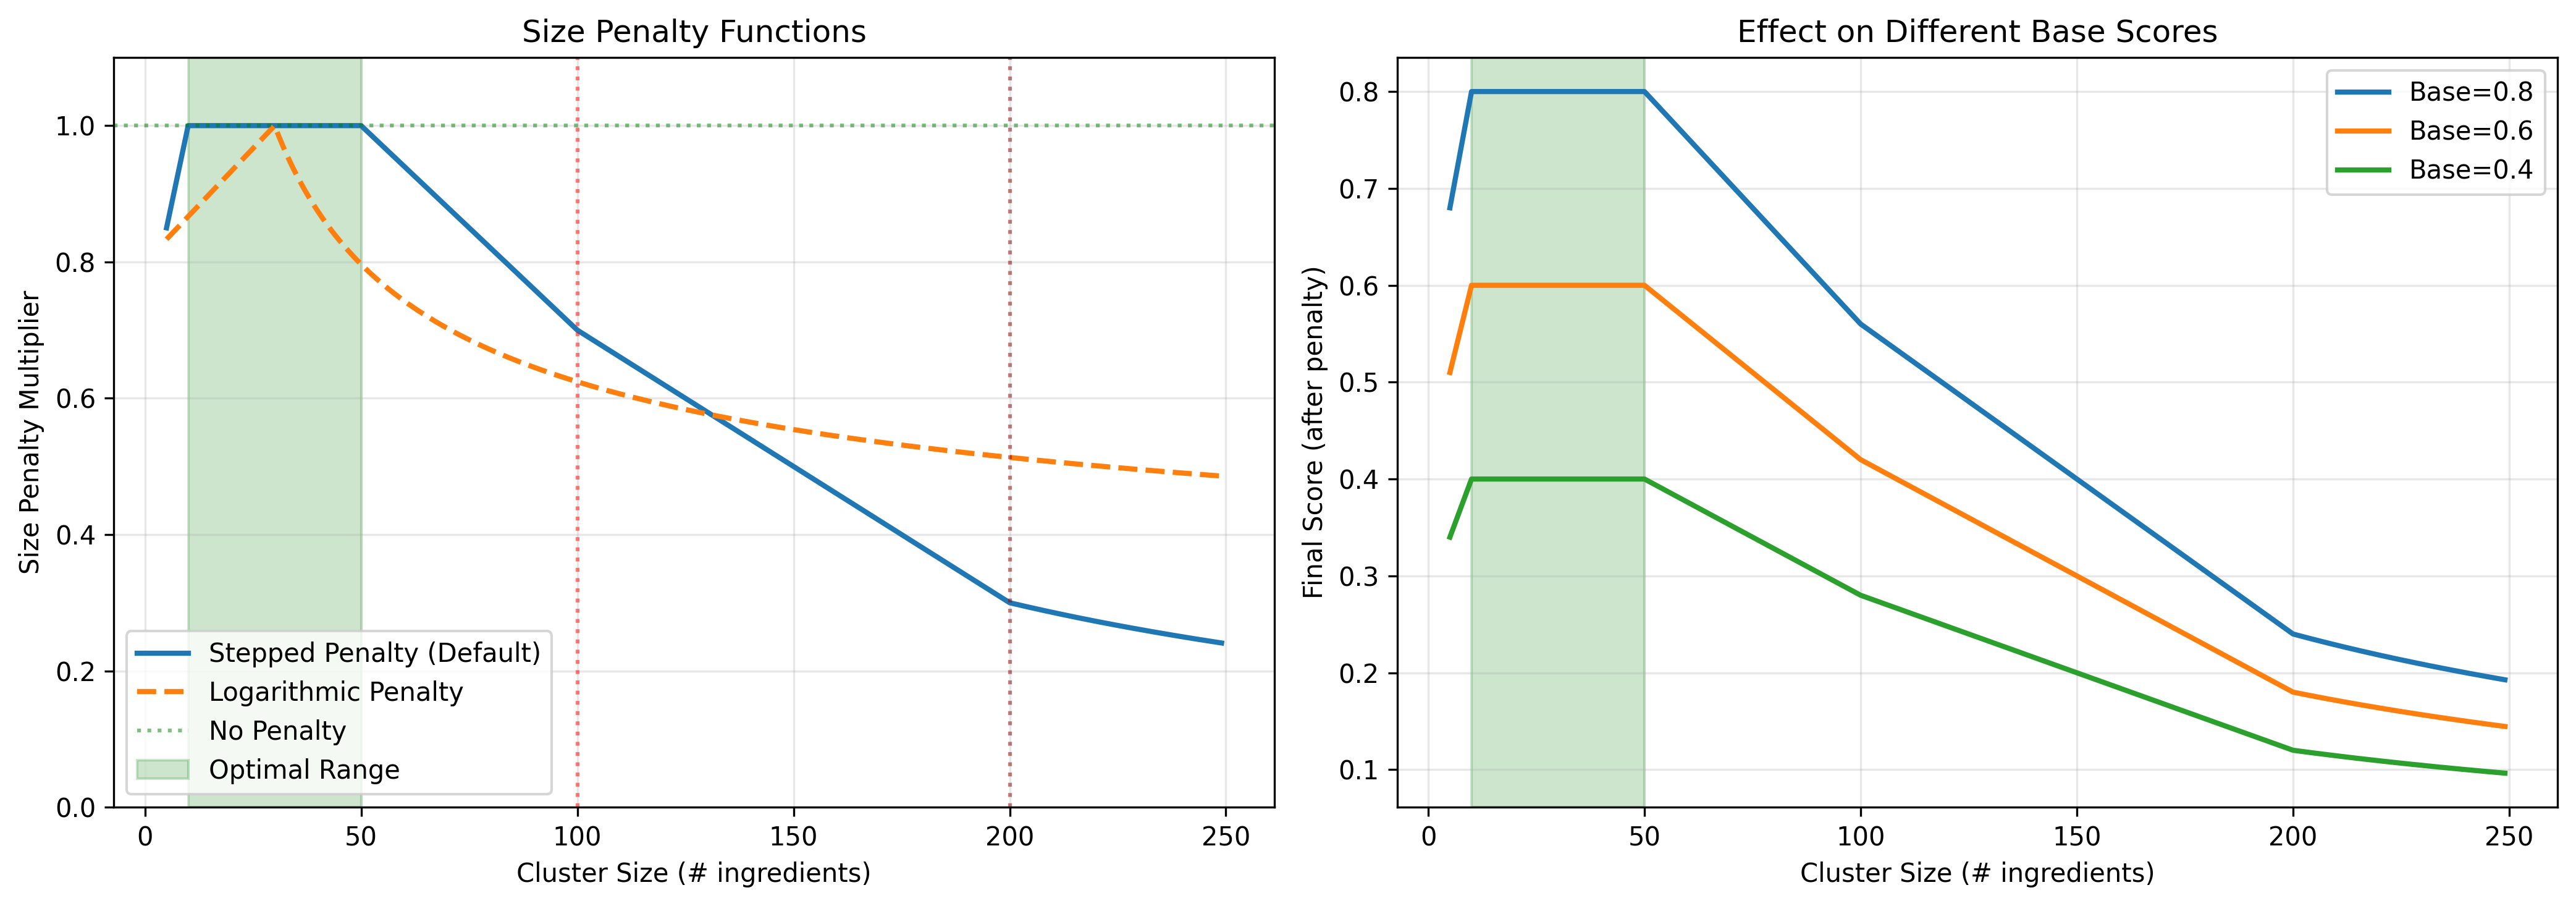 Size Penalty Functions
Size Penalty Multiplier
1.0
0.8
0.6
0.4
0.2
0.0
Stepped Penalty (Default)
Logarithmic Penalty
No Penalty
Optimal Range
0 50 100 150 200 250
Cluster Size (# ingredients)
Effect on Different Base Scores
Final Score (after penalty)
0.8
0.7
0.6
0.5
0.4
0.3
0.2
0.1
Base=0.8
Base=0.6
Base=0.4
0 50 100 150 200 250
Cluster Size (# ingredients)